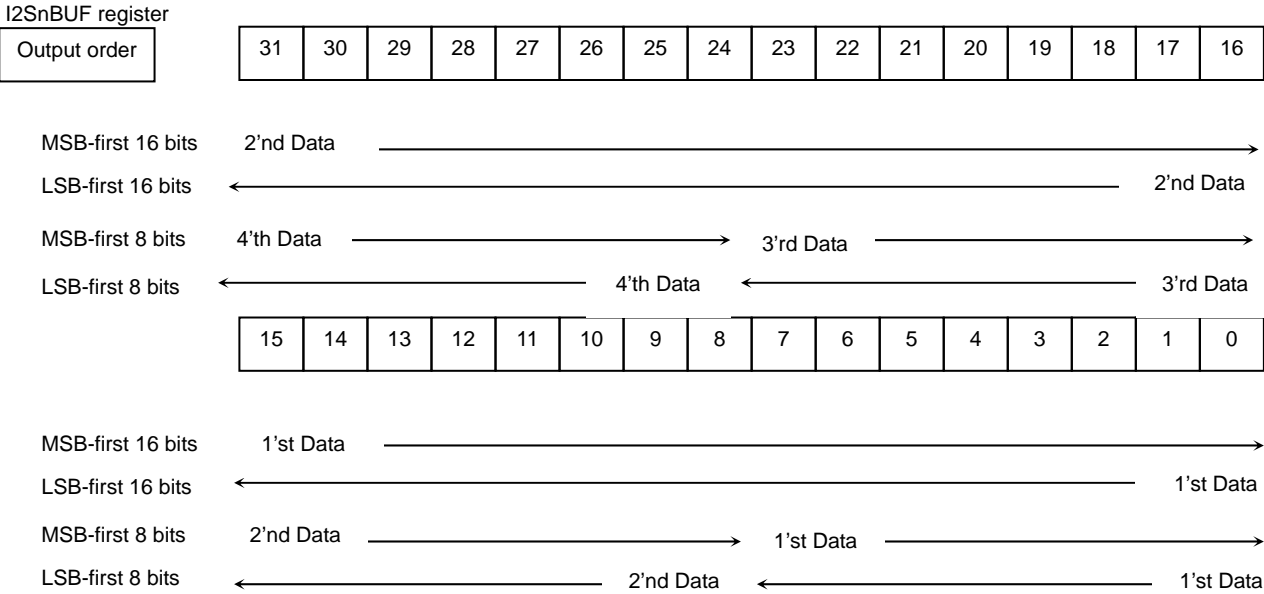 I2SnBUF register
Output order
31 30 29 28 27 26 25 24 23 22 21 20 19 18 17 16
MSB-first 16 bits 2’nd Data
LSB-first 16 bits 2’nd Data
MSB-first 8 bits 4’th Data 3’rd Data
LSB-first 8 bits 4’th Data 3’rd Data
15 14 13 12 11 10 9 8 7 6 5 4 3 2 1 0
MSB-first 16 bits 1’st Data
LSB-first 16 bits 1’st Data
MSB-first 8 bits 2’nd Data 1’st Data
LSB-first 8 bits 2’nd Data 1’st Data